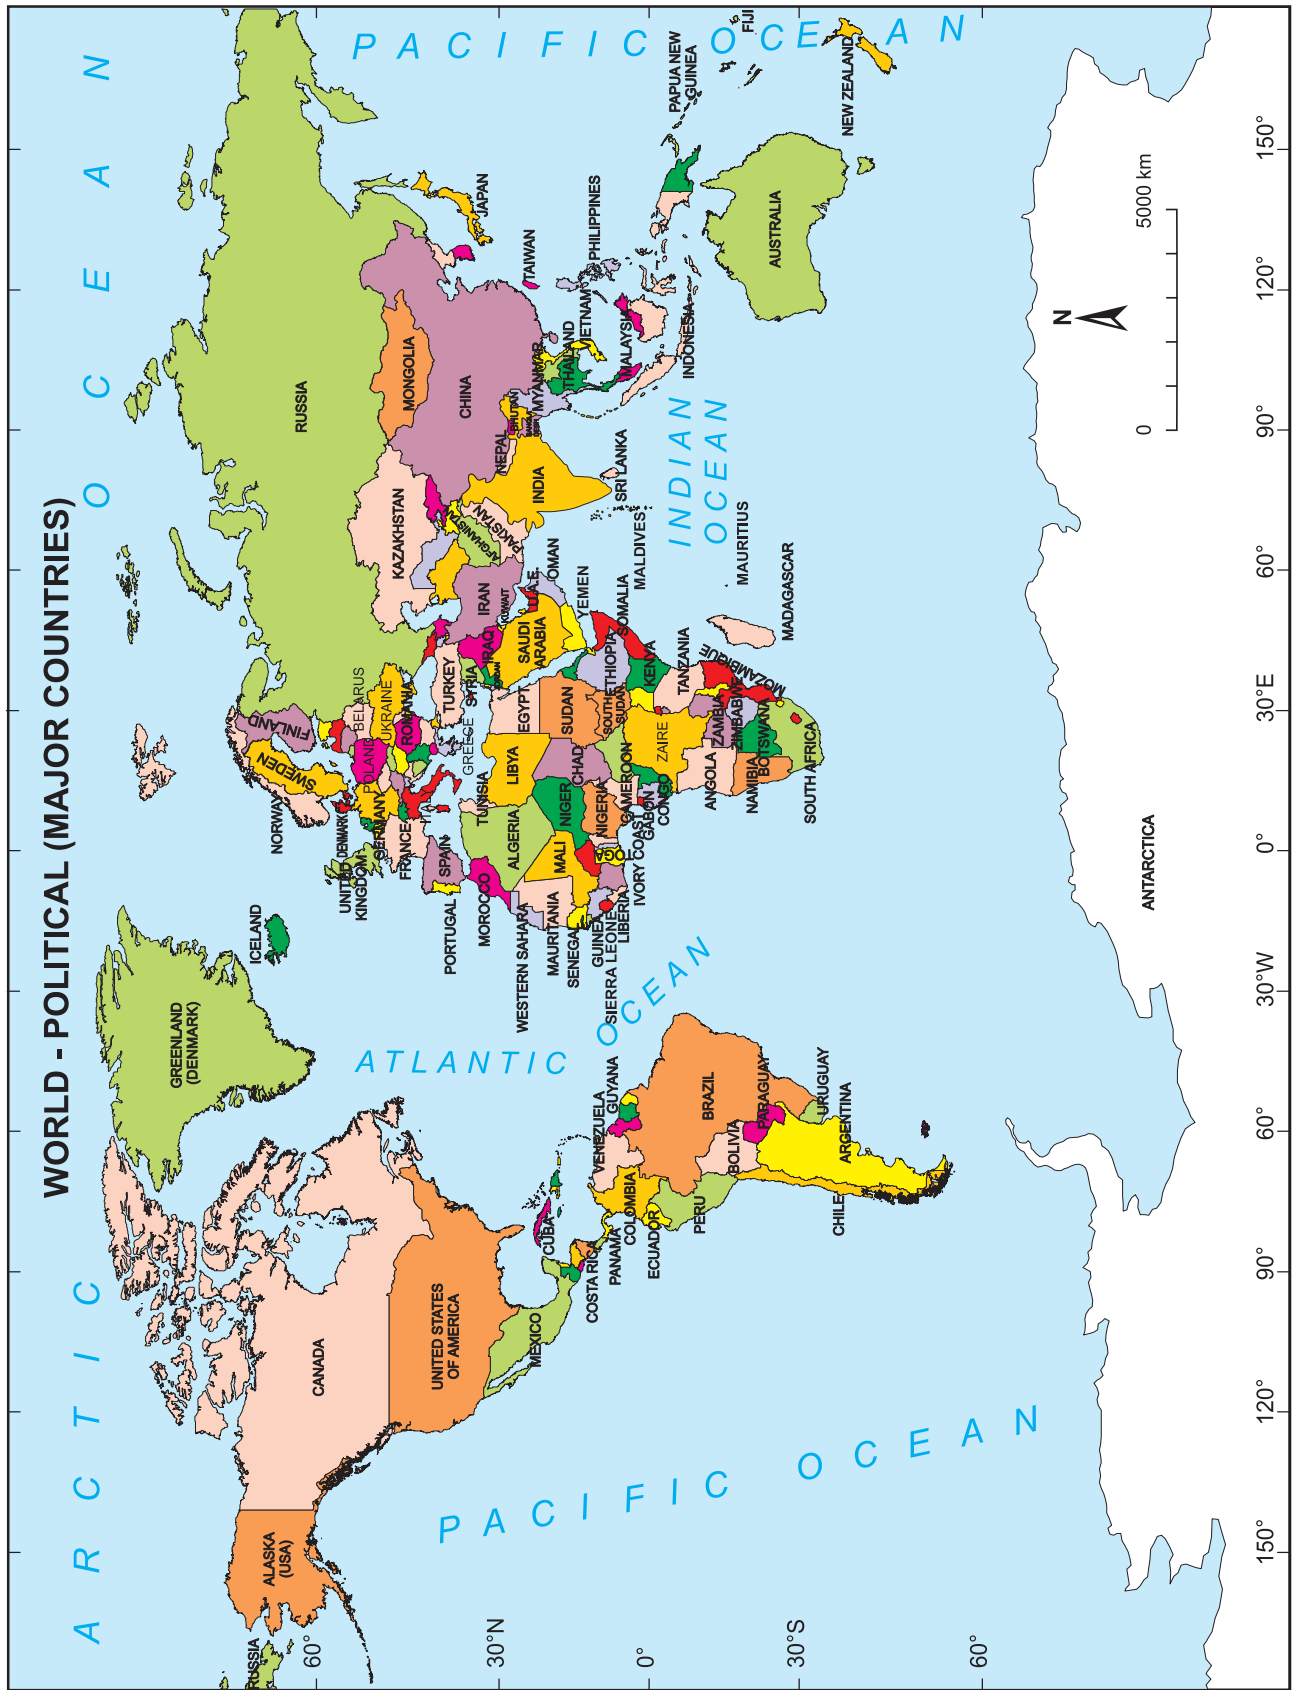 WORLD - POLITICAL (MAJOR COUNTRIES)
ARCTIC OCEAN
RUSSIA
ALASKA
(USA)
CANADA
GREENLAND
(DENMARK)
ICELAND
UNITED STATES
OF AMERICA
MEXICO
CUBA
COSTA RICA
PANAMA
VENEZUELA
GUYANA
COLOMBIA
ECUADOR
PERU
BRAZIL
BOLIVIA
PARAGUAY
URUGUAY
ARGENTINA
CHILE
PACIFIC OCEAN
ATLANTIC
OCEAN
NORWAY
SWEDEN
FINLAND
UNITED
KINGDOM
DENMARK
GERMANY
POLAND
BELARUS
UKRAINE
FRANCE
ROMANIA
SPAIN
PORTUGAL
ITA
GREECE
TURKEY
SYRIA
IRAQ
IRAN
KUWAIT
SAUDI
ARABIA
U.A.E.
OMAN
YEMEN
RUSSIA
KAZAKHSTAN
MONGOLIA
CHINA
AFGHANISTAN
PAKISTAN
INDIA
NEPAL
BHUTAN
MYANMAR
THAILAND
VIETNAM
MALAYSIA
INDONESIA
PHILIPPINES
TAIWAN
JAPAN
SRI LANKA
MALDIVES
MAURITIUS
MADAGASCAR
INDIAN
OCEAN
PACIFIC OCEAN
PAPUA NEW
GUINEA
FIJI
AUSTRALIA
NEW ZEALAND
MOROCCO
TUNISIA
ALGERIA
LIBYA
EGYPT
WESTERN SAHARA
MAURITANIA
MALI
NIGER
CHAD
SUDAN
SOUTH
SUDAN
ETHIOPIA
SOMALIA
SENEGAL
GUINEA
SIERRA LEONE
LIBERIA
IVORY COAST
TOGA
NIGERIA
CAMEROON
GABON
CONGO
ZAIRE
KENYA
TANZANIA
ANGOLA
ZAMBIA
ZIMBABWE
MOZAMBIQUE
NAMIBIA
BOTSWANA
SOUTH AFRICA
ANTARCTICA
N
0
5000 km
60°
30°N
0°
30°S
60°
150°
120°
90°
60°
30°W
0°
30°E
60°
90°
120°
150°